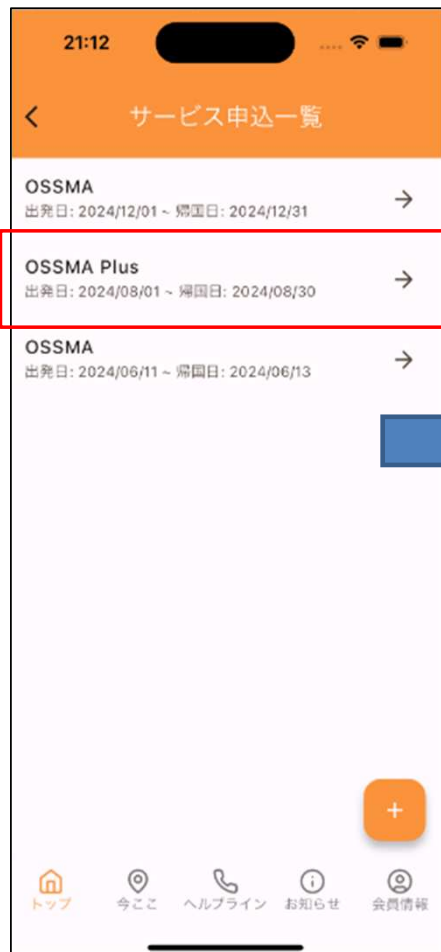 21:12
サービス申込一覧
OSSMA
出発日: 2024/12/01 ~ 帰国日: 2024/12/31
OSSMA Plus
出発日: 2024/08/01 ~ 帰国日: 2024/08/30
OSSMA
出発日: 2024/06/11 ~ 帰国日: 2024/06/13
+
トップ 今ここ ヘルプライン お知らせ 会員情報